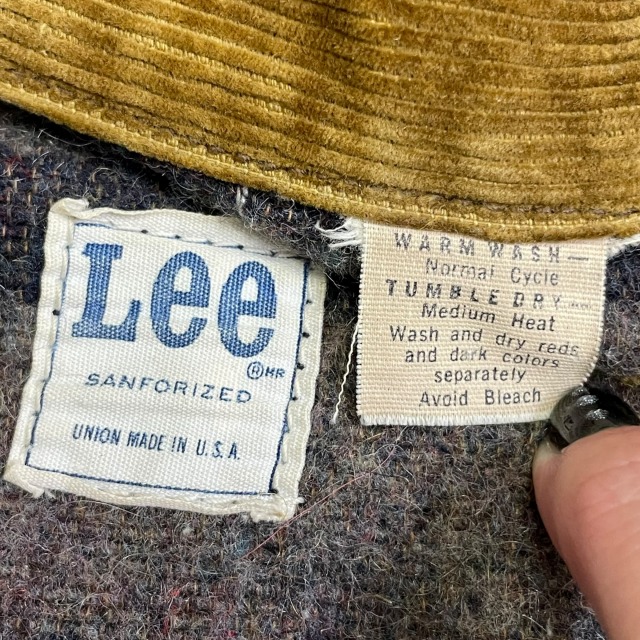 Lee
®MR
SANFORIZED
UNION MADE IN U.S.A.
WARM WASH—
Normal Cycle
TUMBLE DRY—
Medium Heat
Wash and dry reds
and dark colors
separately
Avoid Bleach